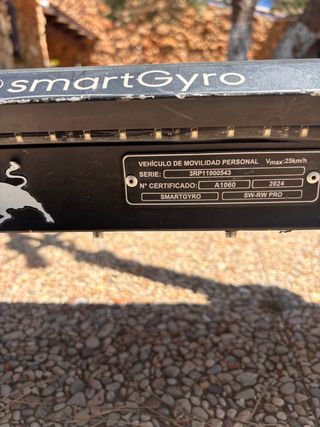 smartGyro
VEHÍCULO DE MOVILIDAD PERSONAL Vmax:25km/h
SERIE: 3RP11900543
Nº CERTIFICADO: A1060 2024
SMARTGYRO SW-RW PRO